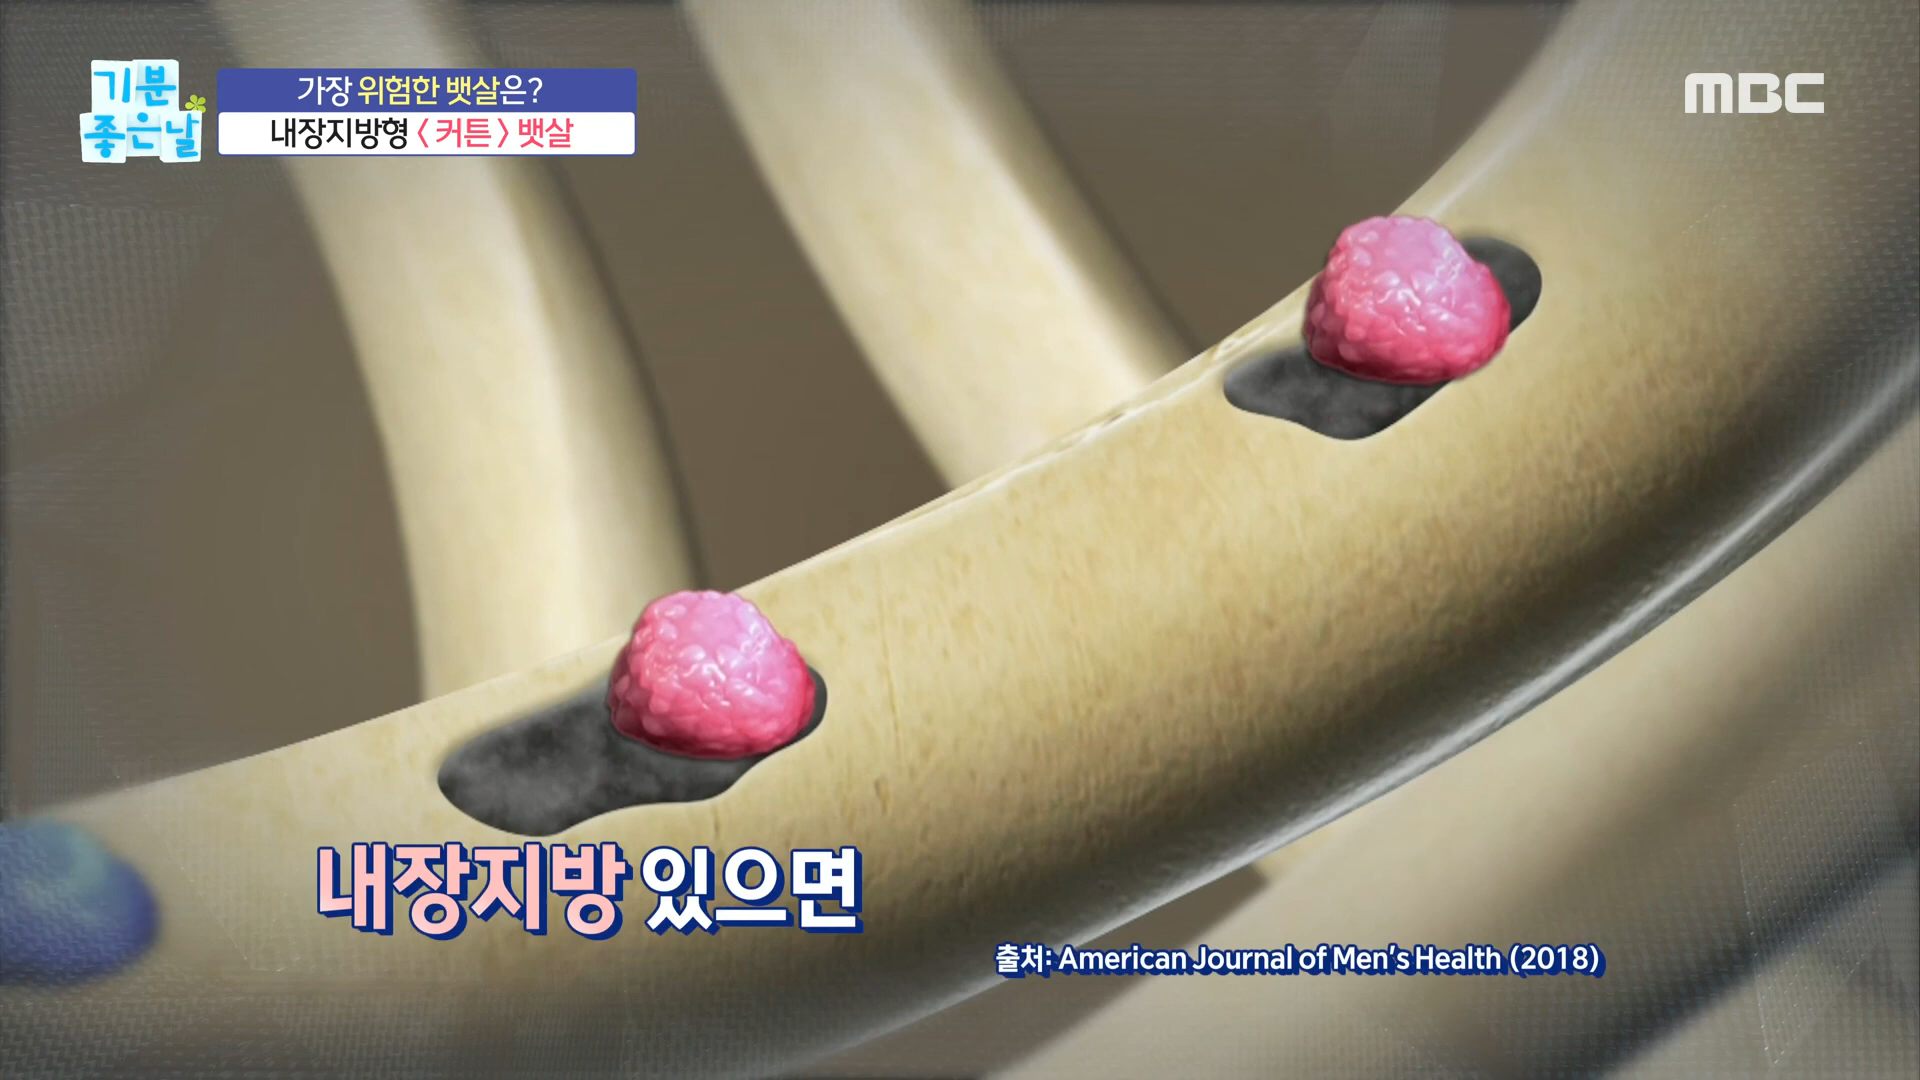 기분
좋은날
가장 위험한 뱃살은?
내장지방형 <커튼> 뱃살
MBC
내장지방 있으면
출처: American Journal of Men's Health (2018)